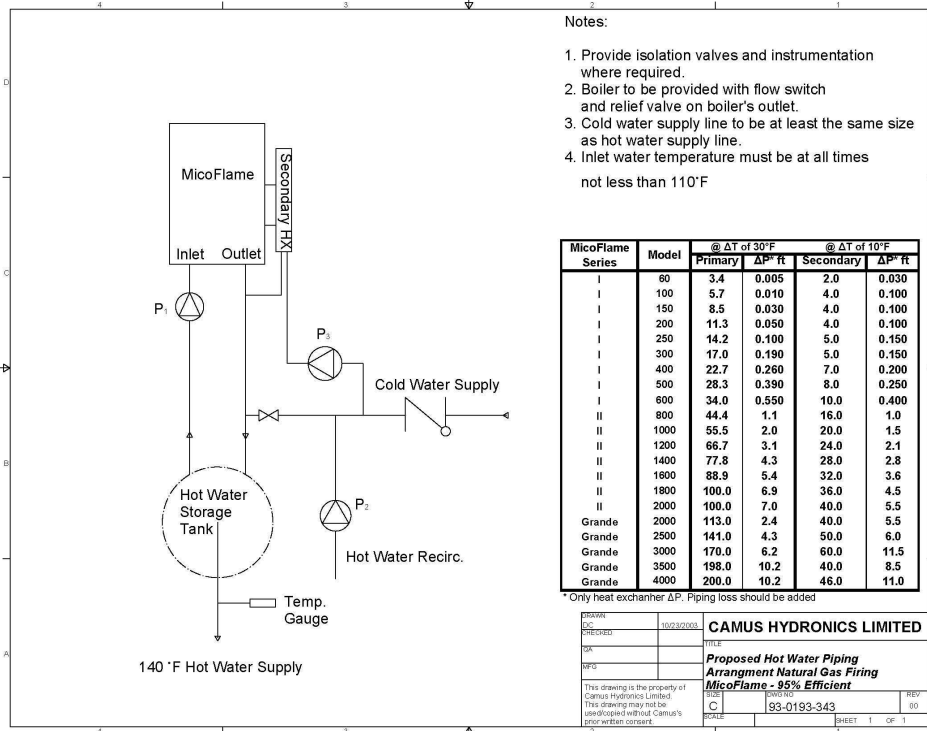 4 3 2 1
D
C
B
A
MicoFlame
Secondary HX
Inlet Outlet
P1
P3
Cold Water Supply
Hot Water
Storage
Tank
P2
Hot Water Recirc.
Temp.
Gauge
140 °F Hot Water Supply
Notes:
1. Provide isolation valves and instrumentation
where required.
2. Boiler to be provided with flow switch
and relief valve on boiler's outlet.
3. Cold water supply line to be at least the same size
as hot water supply line.
4. Inlet water temperature must be at all times
not less than 110°F
MicoFlame Series Model @ ΔT of 30°F @ ΔT of 10°F
Primary ΔP* ft Secondary ΔP* ft
I 60 3.4 0.005 2.0 0.030
I 100 5.7 0.010 4.0 0.100
I 150 8.5 0.030 4.0 0.100
I 200 11.3 0.050 4.0 0.100
I 250 14.2 0.100 5.0 0.150
I 300 17.0 0.190 5.0 0.150
I 400 22.7 0.260 7.0 0.200
I 500 28.3 0.390 8.0 0.250
I 600 34.0 0.550 10.0 0.400
II 800 44.4 1.1 16.0 1.0
II 1000 55.5 2.0 20.0 1.5
II 1200 66.7 3.1 24.0 2.1
II 1400 77.8 4.3 28.0 2.8
II 1600 88.9 5.4 32.0 3.6
II 1800 100.0 6.9 36.0 4.5
II 2000 100.0 7.0 40.0 5.5
Grande 2000 113.0 2.4 40.0 5.5
Grande 2500 141.0 4.3 50.0 6.0
Grande 3000 170.0 6.2 60.0 11.5
Grande 3500 198.0 10.2 40.0 8.5
Grande 4000 200.0 10.2 46.0 11.0
* Only heat exchanher ΔP. Piping loss should be added
DRAWN
DC 10/23/2003
CHECKED
QA
MFG
This drawing is the property of
Camus Hydronics Limited.
This drawing may not be
used/copied without Camus's
prior written consent.
CAMUS HYDRONICS LIMITED
TITLE
Proposed Hot Water Piping
Arrangment Natural Gas Firing
MicoFlame - 95% Efficient
SIZE DWG NO REV
C 93-0193-343 00
SCALE SHEET 1 OF 1
4 3 2 1